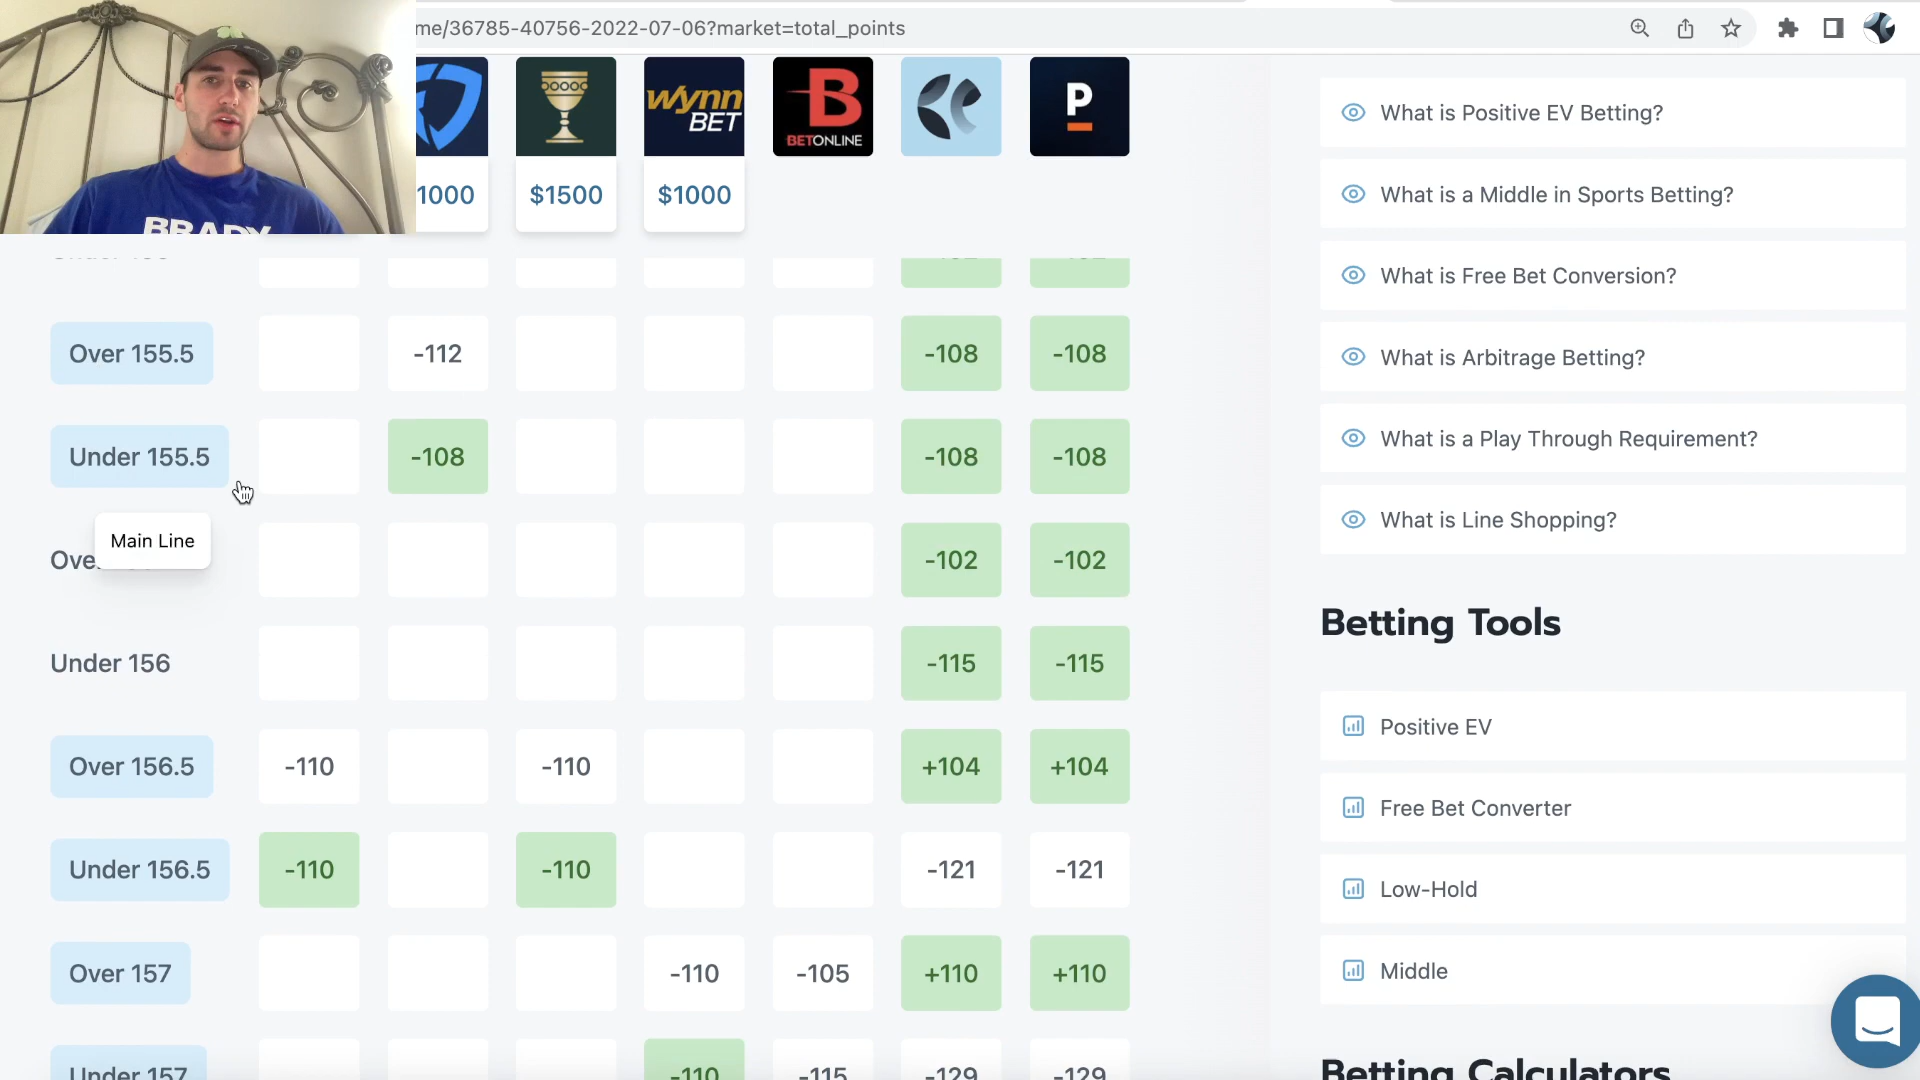 me/36785-40756-2022-07-06?market=total_points
WYNN
BET
B
BETONLINE
P
1000
$1500
$1000
BRADY
Over 155.5
-112
-108
-108
Under 155.5
-108
-108
-108
Main Line
Ove
-102
-102
Under 156
-115
-115
Over 156.5
-110
-110
+104
+104
Under 156.5
-110
-110
-121
-121
Over 157
-110
-105
+110
+110
Under 157
-110
-115
-129
-129
What is Positive EV Betting?
What is a Middle in Sports Betting?
What is Free Bet Conversion?
What is Arbitrage Betting?
What is a Play Through Requirement?
What is Line Shopping?
Betting Tools
Positive EV
Free Bet Converter
Low-Hold
Middle
Betting Calculators